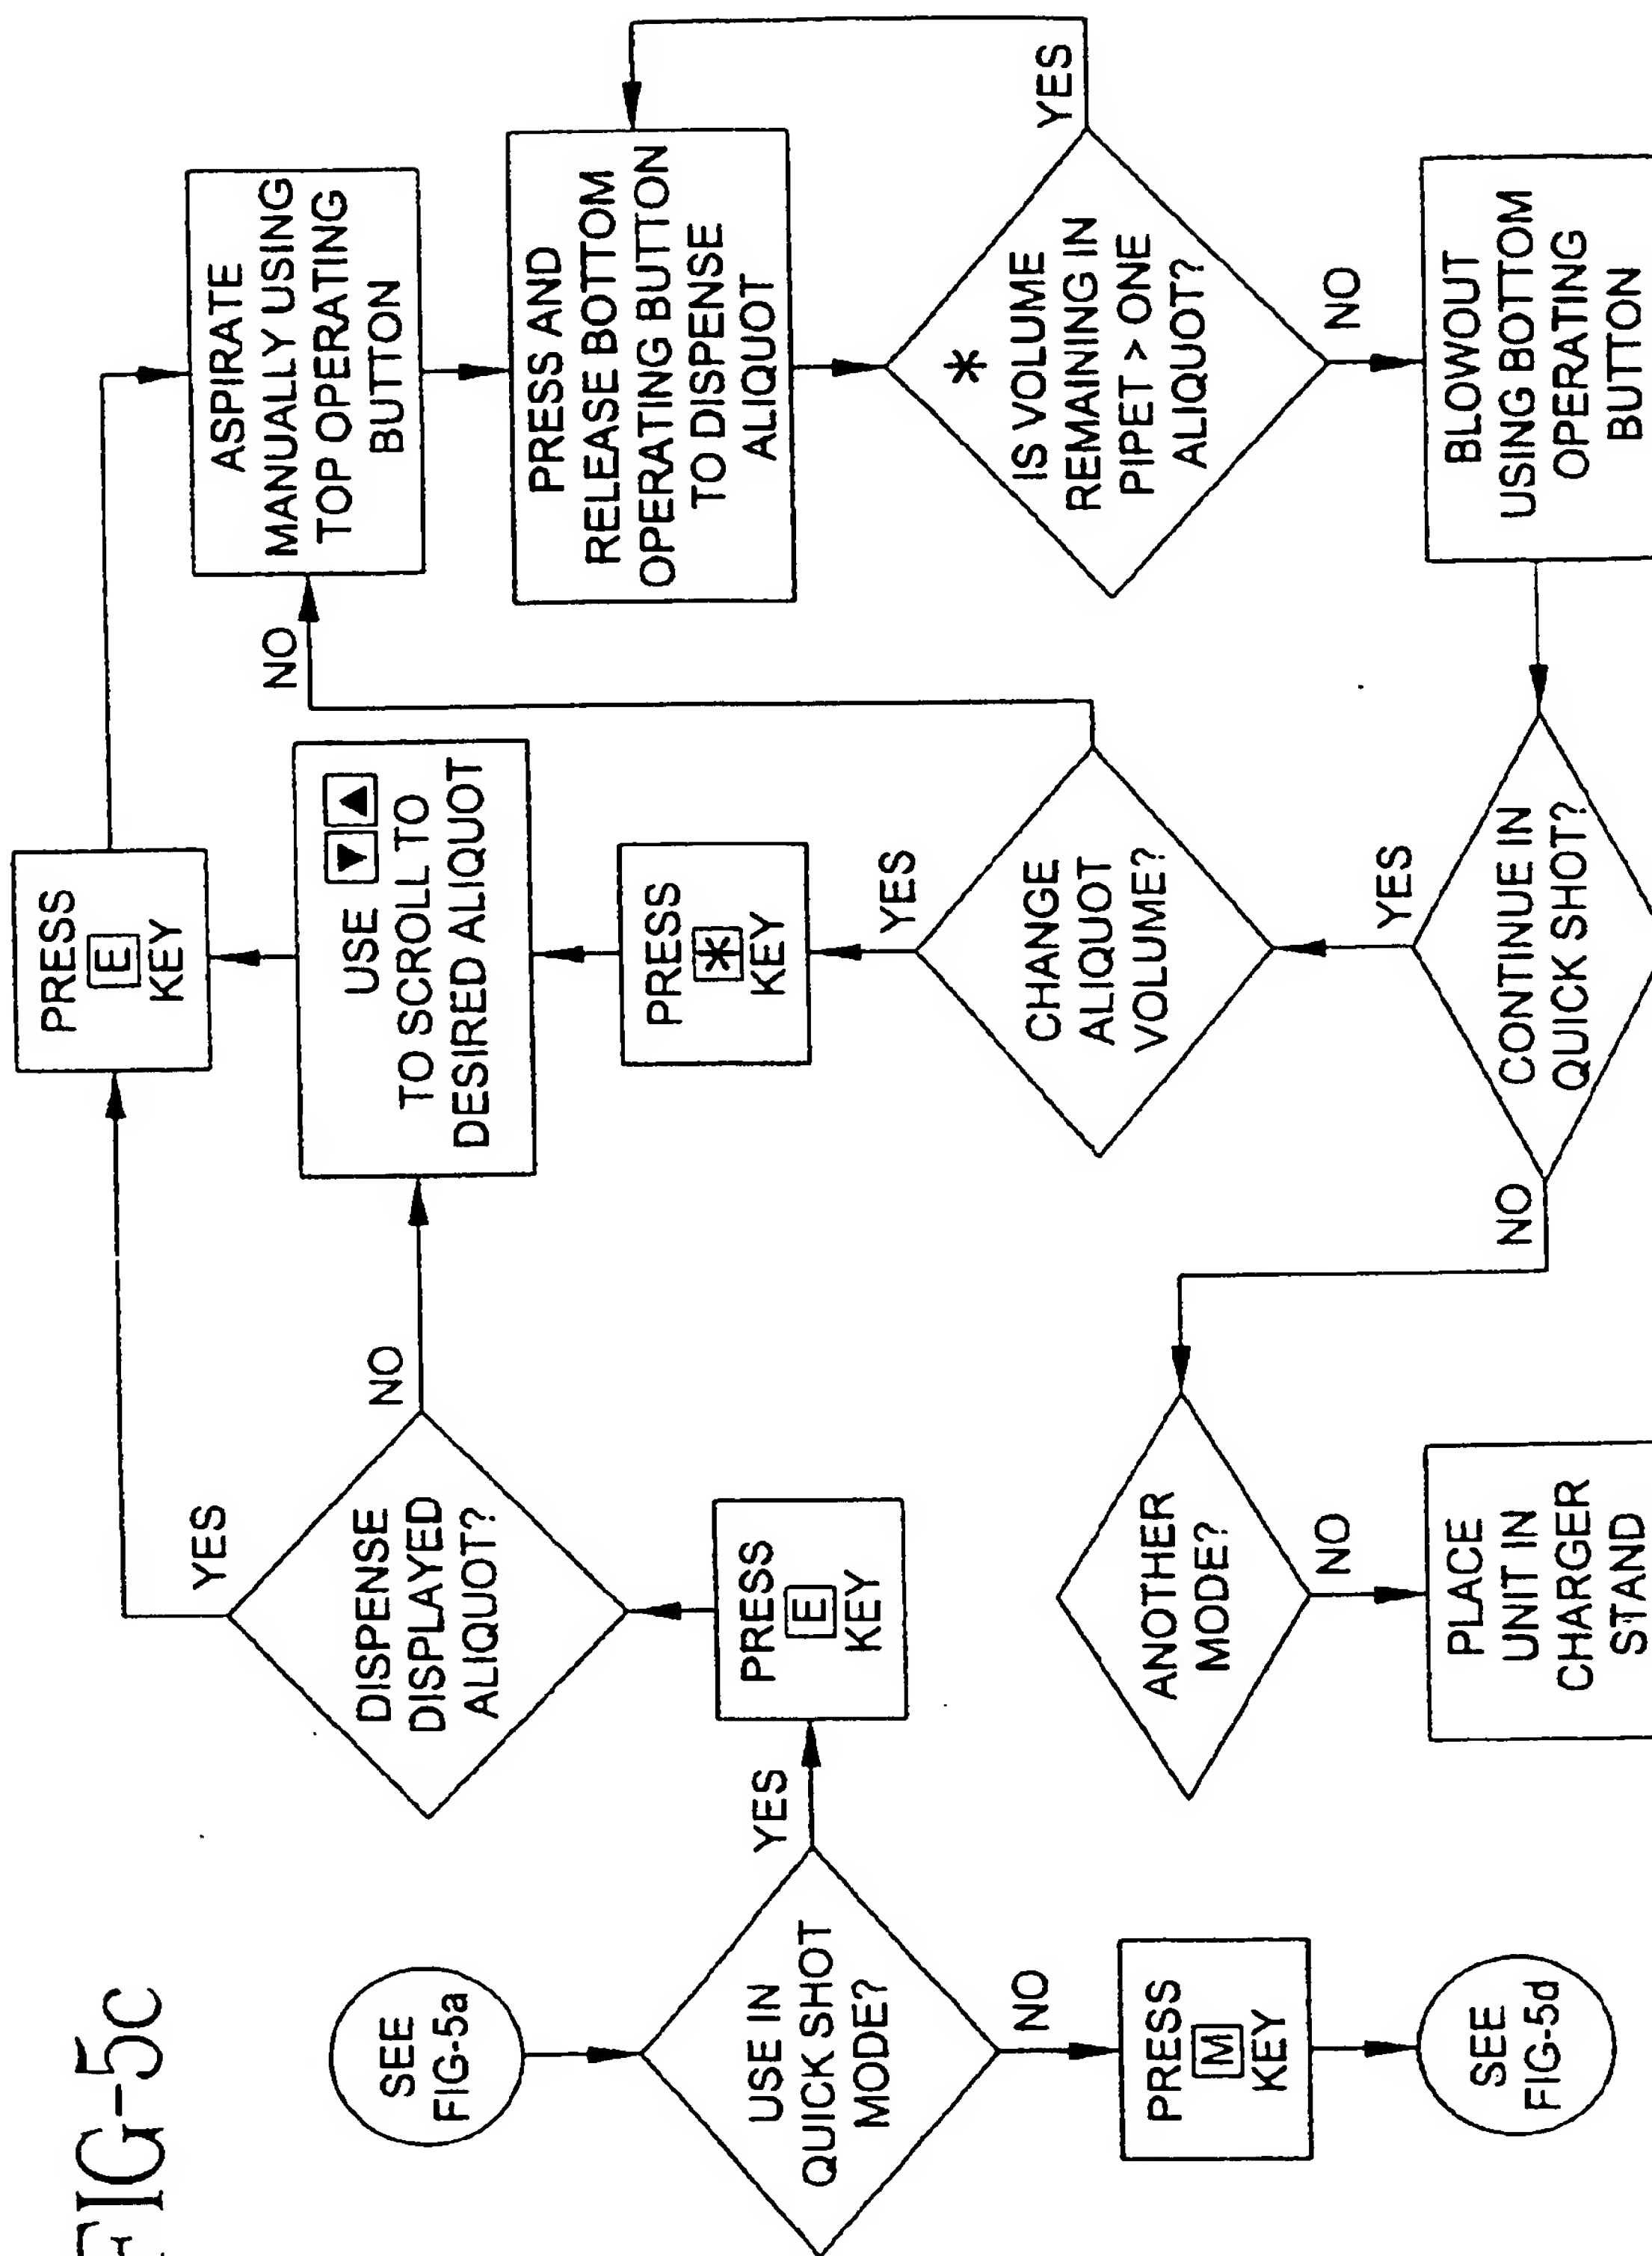 FIG-5c
SEE
FIG-5a
USE IN
QUICK SHOT
MODE?
NO
PRESS
M
KEY
SEE
FIG-5d
YES
PRESS
E
KEY
DISPENSE
DISPLAYED
ALIQUOT?
YES
NO
PRESS
E
KEY
USE ▼ ▲
TO SCROLL TO
DESIRED ALIQUOT
PRESS
*
KEY
YES
CHANGE
ALIQUOT
VOLUME?
NO
YES
CONTINUE IN
QUICK SHOT?
NO
ANOTHER
MODE?
NO
PLACE
UNIT IN
CHARGER
STAND
ASPIRATE
MANUALLY USING
TOP OPERATING
BUTTON
PRESS AND
RELEASE BOTTOM
OPERATING BUTTON
TO DISPENSE
ALIQUOT
*
IS VOLUME
REMAINING IN
PIPET > ONE
ALIQUOT?
YES
NO
BLOWOUT
USING BOTTOM
OPERATING
BUTTON